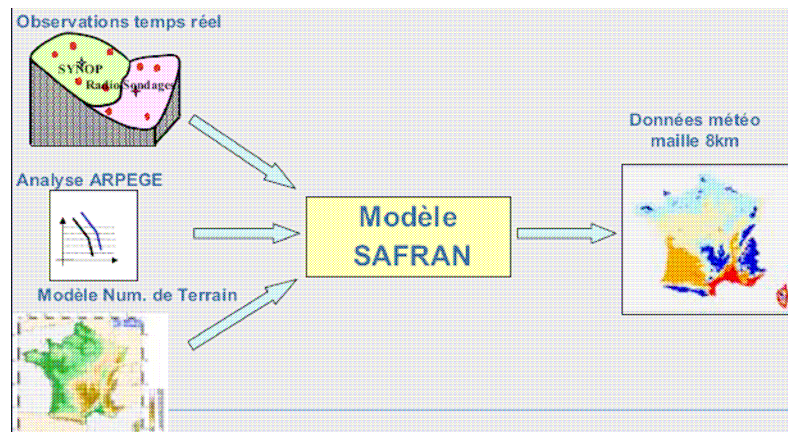 Observations temps réel
SYNOP
Radio Sondages
Analyse ARPEGE
Modèle Num. de Terrain
Modèle
SAFRAN
Données météo
maille 8km